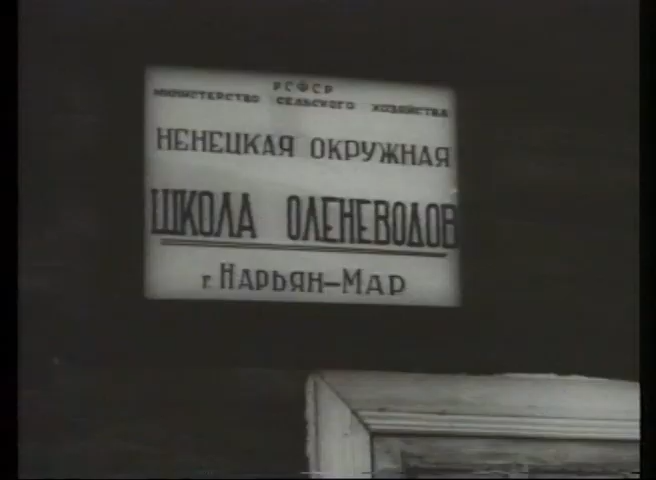 РСФСР
МИНИСТЕРСТВО СЕЛЬСКОГО ХОЗЯЙСТВА
НЕНЕЦКАЯ ОКРУЖНАЯ
ШКОЛА ОЛЕНЕВОДОВ
г. НАРЬЯН-МАР